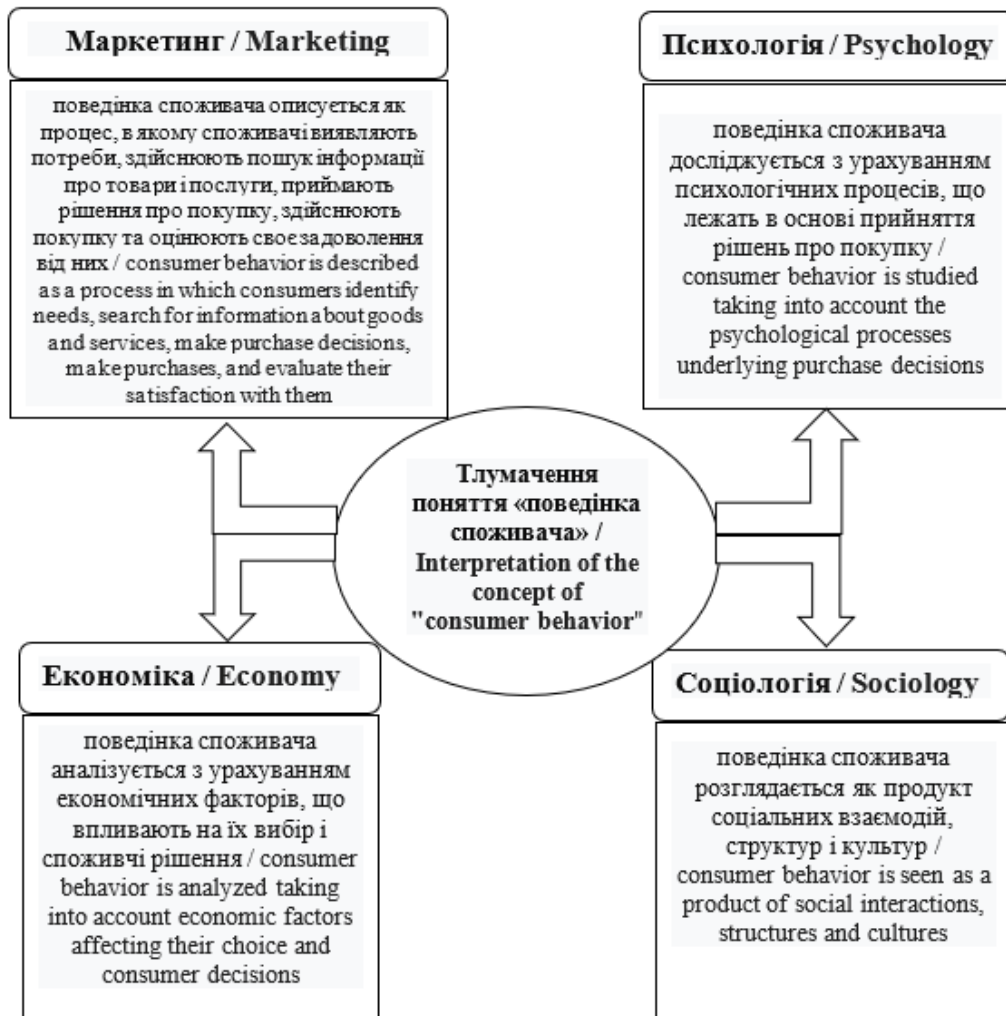 Маркетинг / Marketing
поведінка споживача описується як
процес, в якому споживачі виявляють
потреби, здійснюють пошук інформації
про товари і послуги, приймають
рішення про покупку, здійснюють
покупку та оцінюють своє задоволення
від них / consumer behavior is described
as a process in which consumers identify
needs, search for information about goods
and services, make purchase decisions,
make purchases, and evaluate their
satisfaction with them
Психологія / Psychology
поведінка споживача
досліджується з урахуванням
психологічних процесів, що
лежать в основі прийняття
рішень про покупку /
consumer behavior is studied
taking into account the
psychological processes
underlying purchase decisions
Тлумачення
поняття «поведінка
споживача» /
Interpretation of the
concept of
"consumer behavior"
Економіка / Economy
поведінка споживача
аналізується з урахуванням
економічних факторів, що
впливають на їх вибір і
споживчі рішення / consumer
behavior is analyzed taking
into account economic factors
affecting their choice and
consumer decisions
Соціологія / Sociology
поведінка споживача
розглядається як продукт
соціальних взаємодій,
структур і культур /
consumer behavior is seen as a
product of social interactions,
structures and cultures